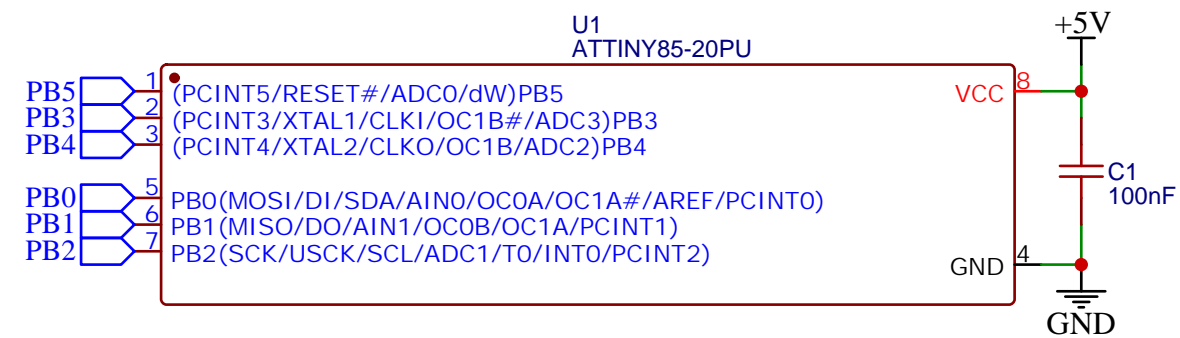 U1
ATTINY85-20PU
+5V
PB5 1 (PCINT5/RESET#/ADC0/dW)PB5
PB3 2 (PCINT3/XTAL1/CLKI/OC1B#/ADC3)PB3
PB4 3 (PCINT4/XTAL2/CLKO/OC1B/ADC2)PB4
PB0 5 PB0(MOSI/DI/SDA/AIN0/OC0A/OC1A#/AREF/PCINT0)
PB1 6 PB1(MISO/DO/AIN1/OC0B/OC1A/PCINT1)
PB2 7 PB2(SCK/USCK/SCL/ADC1/T0/INT0/PCINT2)
VCC 8
C1
100nF
GND 4
GND